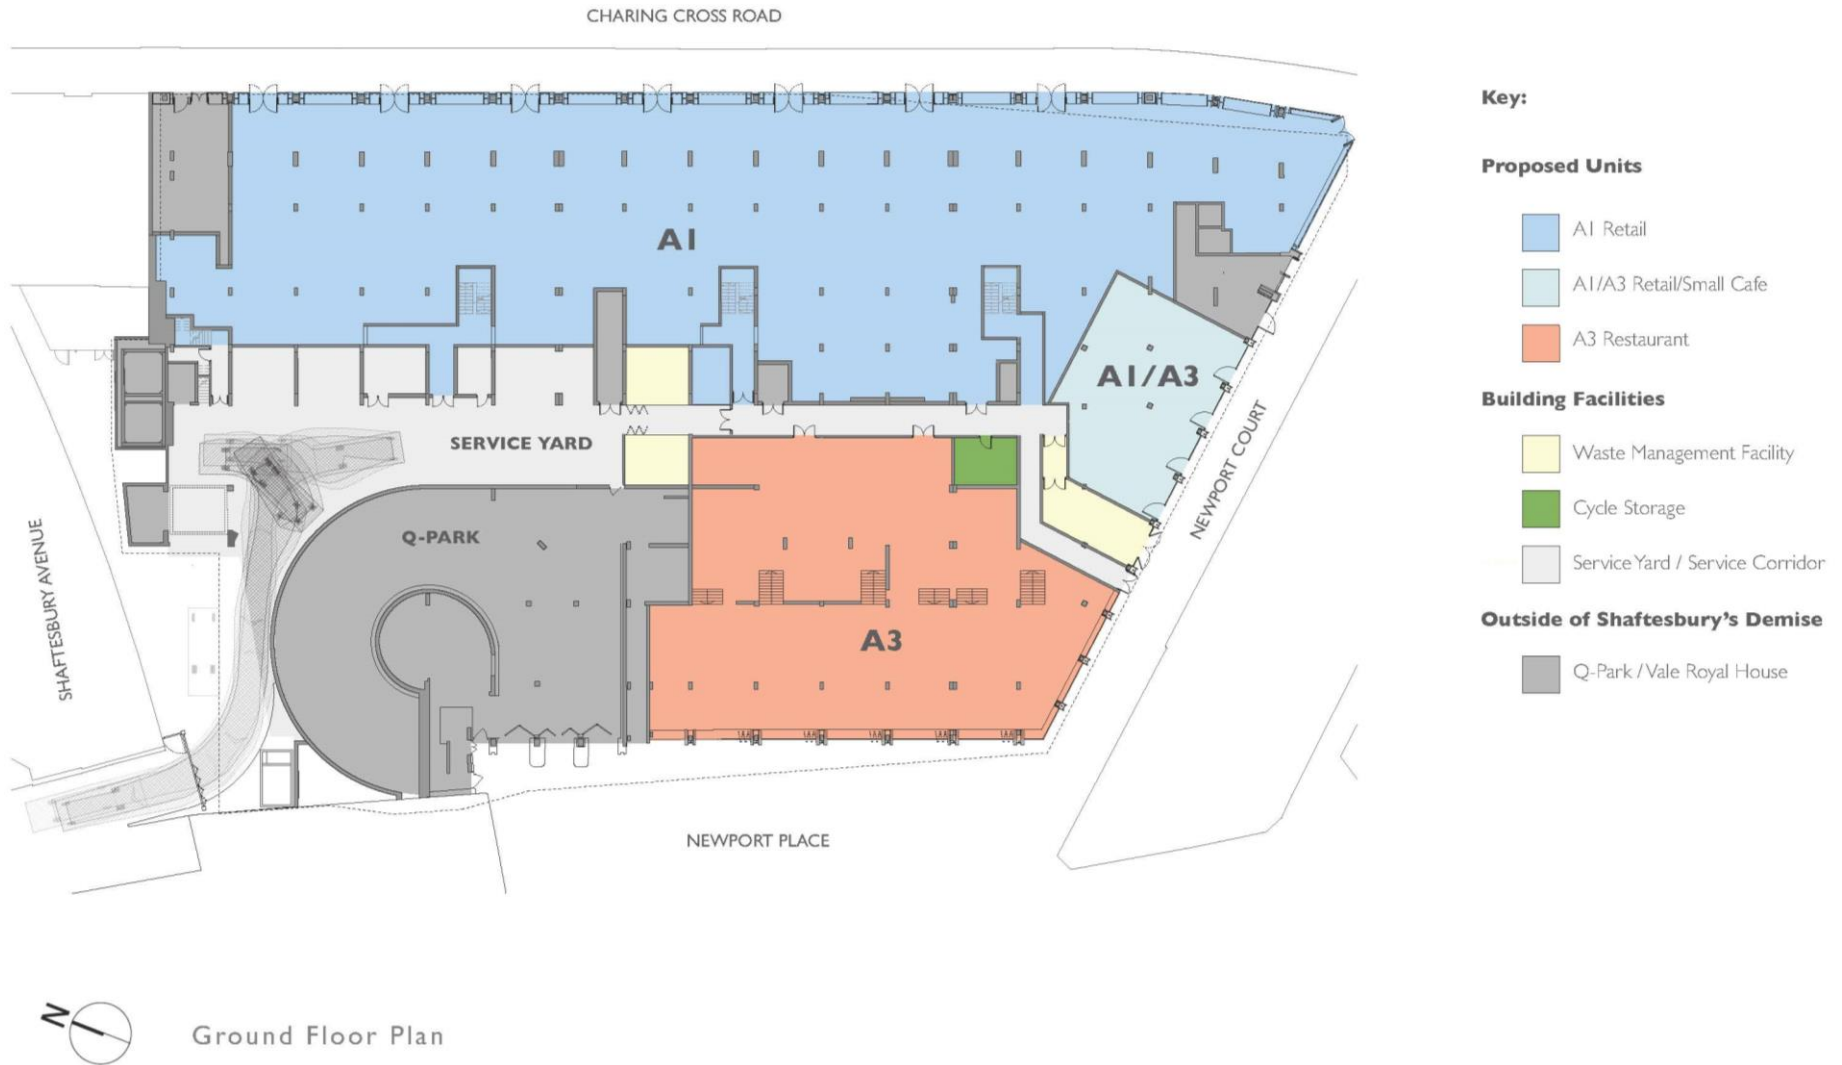 CHARING CROSS ROAD
Key:
Proposed Units
A1 Retail
A1/A3 Retail/Small Cafe
A3 Restaurant
Building Facilities
Waste Management Facility
Cycle Storage
Service Yard / Service Corridor
Outside of Shaftesbury's Demise
Q-Park / Vale Royal House
A1
A1/A3
SERVICE YARD
Q-PARK
A3
SHAFTESBURY AVENUE
NEWPORT COURT
NEWPORT PLACE
N
Ground Floor Plan